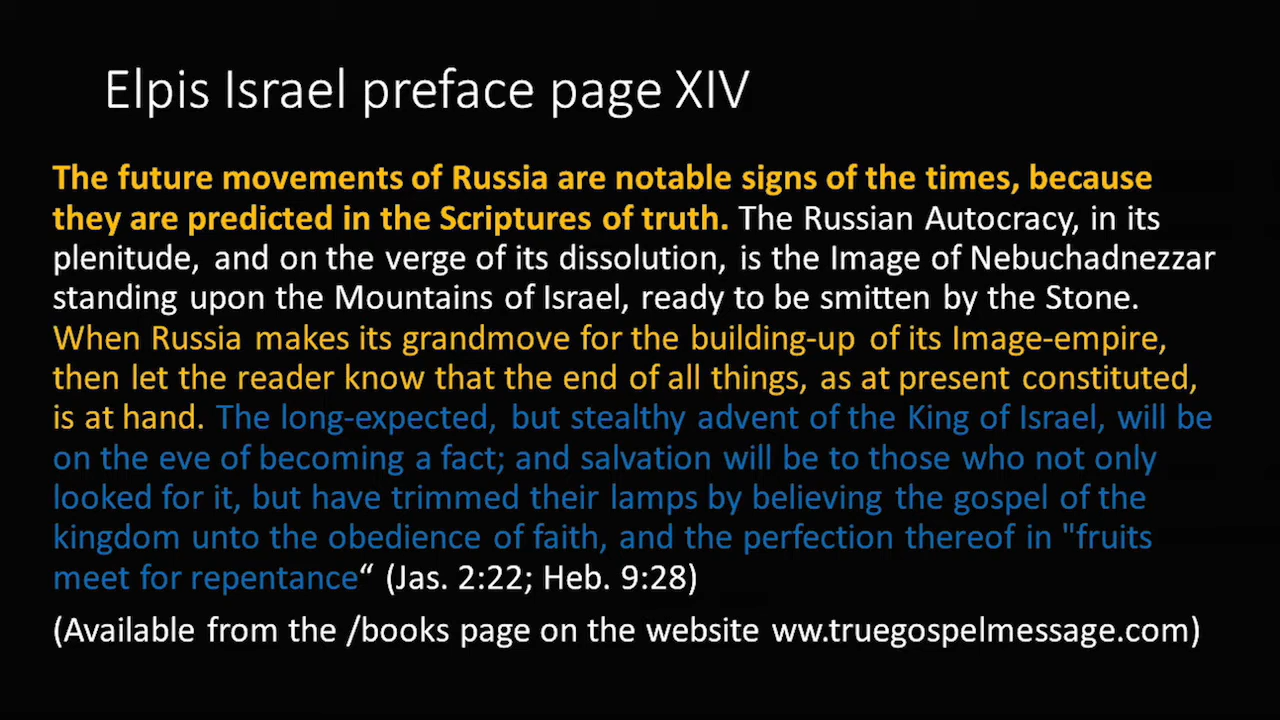 Elpis Israel preface page XIV
The future movements of Russia are notable signs of the times, because
they are predicted in the Scriptures of truth. The Russian Autocracy, in its
plenitude, and on the verge of its dissolution, is the Image of Nebuchadnezzar
standing upon the Mountains of Israel, ready to be smitten by the Stone.
When Russia makes its grandmove for the building-up of its Image-empire,
then let the reader know that the end of all things, as at present constituted,
is at hand. The long-expected, but stealthy advent of the King of Israel, will be
on the eve of becoming a fact; and salvation will be to those who not only
looked for it, but have trimmed their lamps by believing the gospel of the
kingdom unto the obedience of faith, and the perfection thereof in "fruits
meet for repentance“ (Jas. 2:22; Heb. 9:28)
(Available from the /books page on the website ww.truegospelmessage.com)